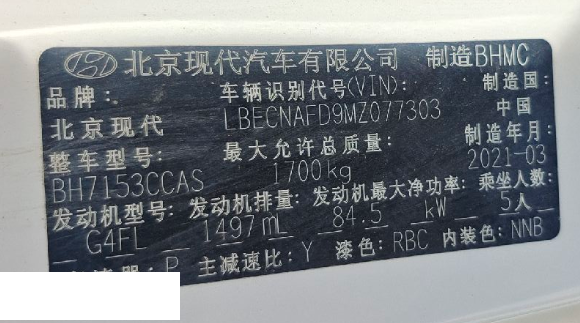 北京现代汽车有限公司 制造BHMC
品牌: 车辆识别代号(VIN): 制造国:
北京现代 LBECNAFD9MZ077303 中国
整车型号: 最大允许总质量: 制造年月:
BH7153CCAS 1700kg 2021-03
发动机型号: 发动机排量: 发动机最大净功率: 乘坐人数:
G4FL 1497mL 84.5 kW 5人
速器: P 主减速比: Y 漆色: RBC 内装色: NNB